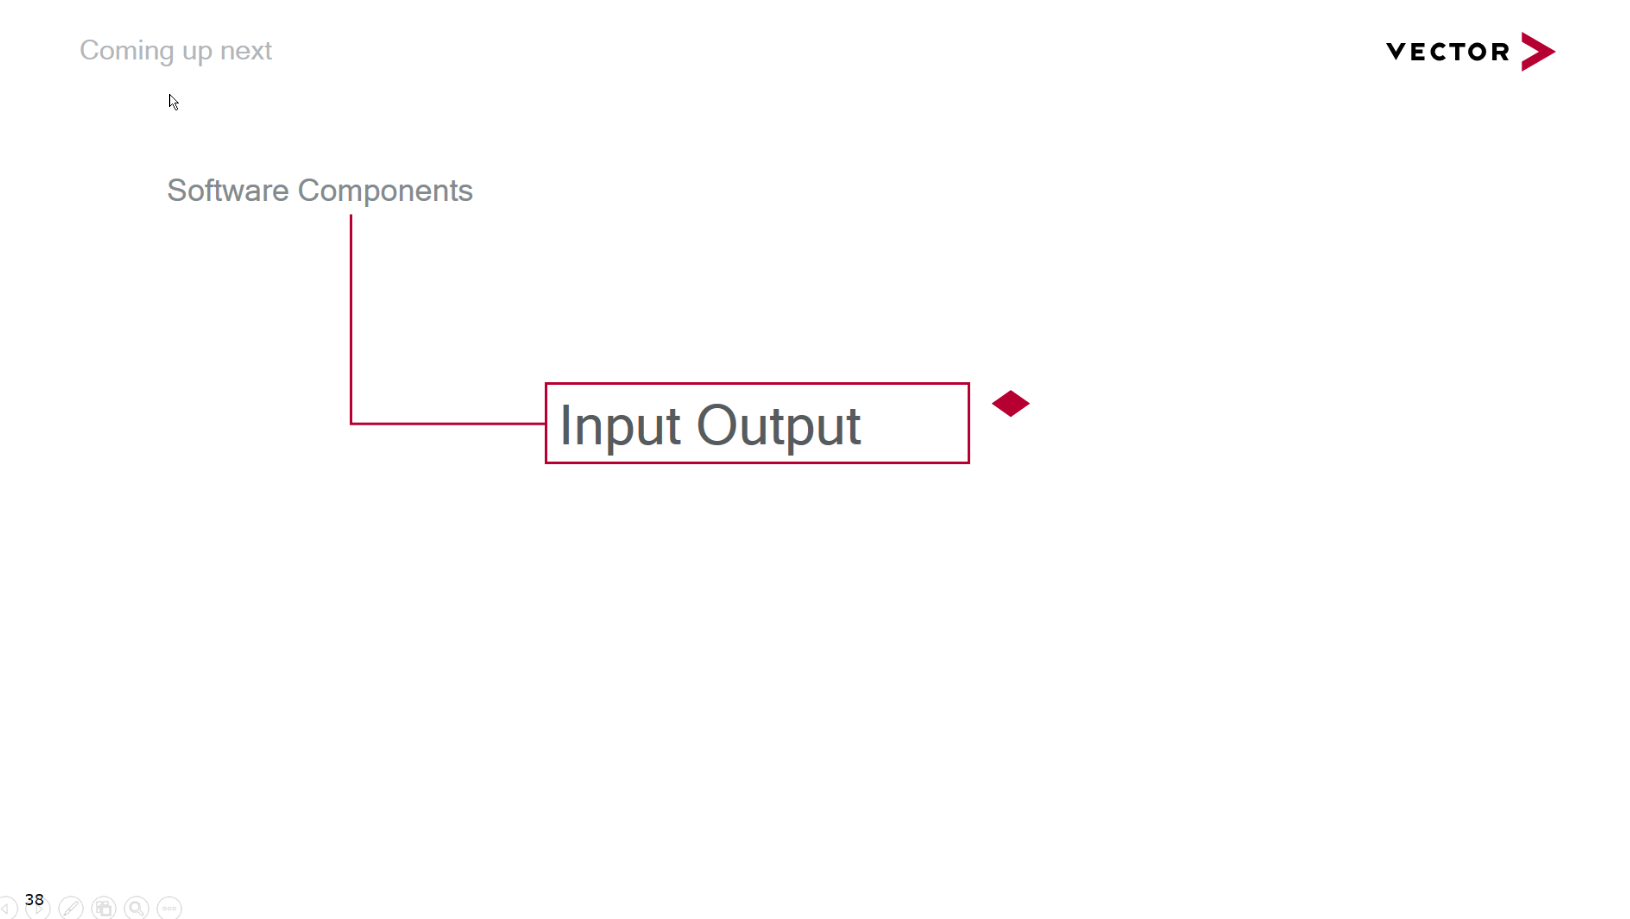 Coming up next
VECTOR
Software Components
Input Output
38